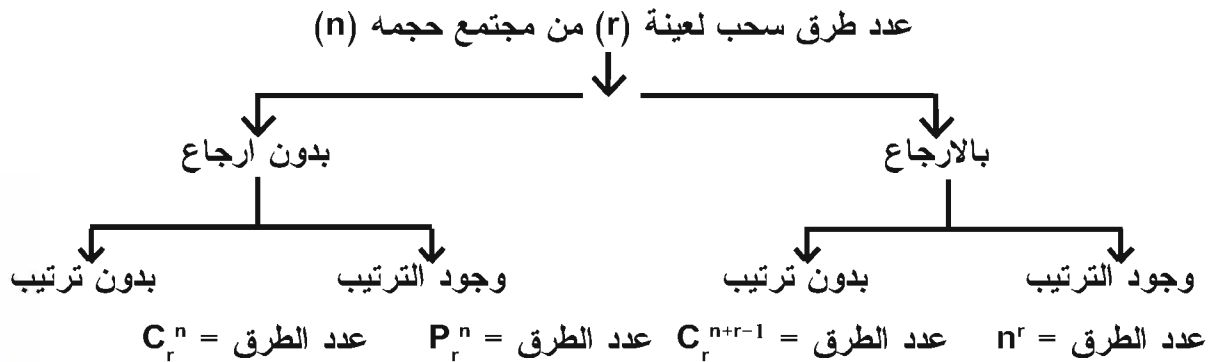 عدد طرق سحب لعينة (r) من مجتمع حجمه (n)
بالارجاع
بدون ارجاع
وجود الترتيب
بدون ترتيب
وجود الترتيب
بدون ترتيب
عدد الطرق = nʳ
عدد الطرق = C_r^{n+r-1}
عدد الطرق = P_r^n
عدد الطرق = C_r^n